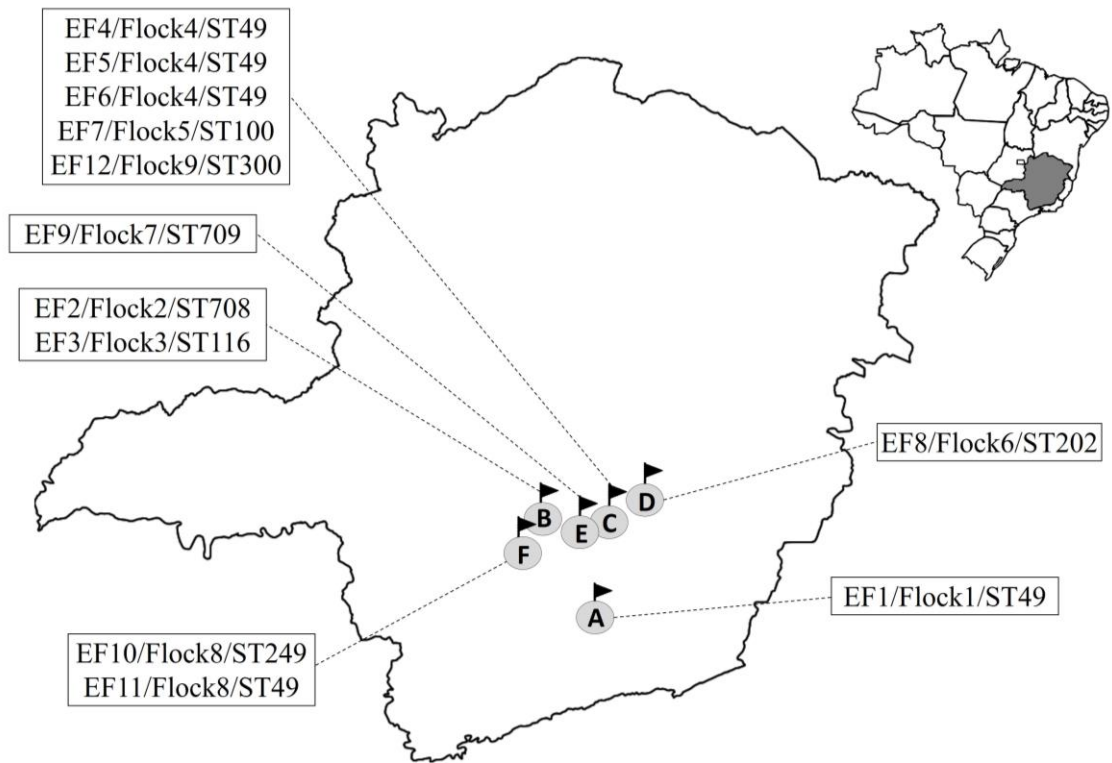 EF4/Flock4/ST49
EF5/Flock4/ST49
EF6/Flock4/ST49
EF7/Flock5/ST100
EF12/Flock9/ST300
EF9/Flock7/ST709
EF2/Flock2/ST708
EF3/Flock3/ST116
EF8/Flock6/ST202
D
B
C
E
F
A
EF1/Flock1/ST49
EF10/Flock8/ST249
EF11/Flock8/ST49